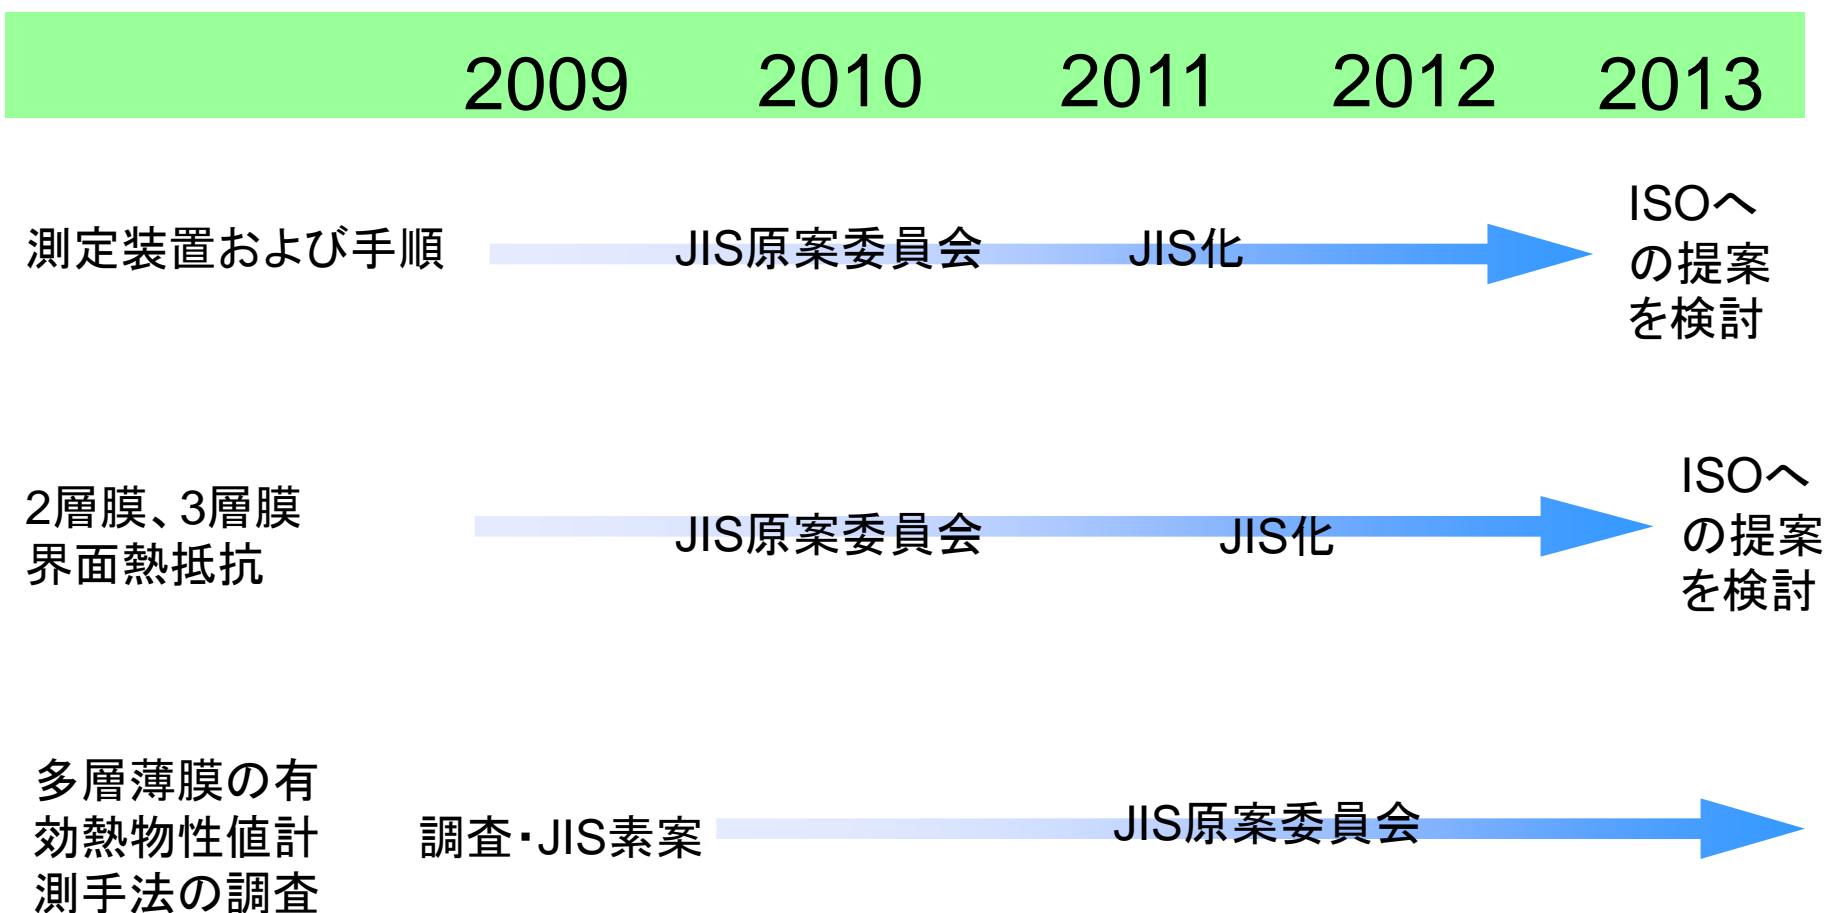 2009 2010 2011 2012 2013
測定装置および手順
JIS原案委員会
JIS化
ISOへ
の提案
を検討
2層膜、3層膜
界面熱抵抗
JIS原案委員会
JIS化
ISOへ
の提案
を検討
多層薄膜の有
効熱物性値計
測手法の調査
調査・JIS素案
JIS原案委員会